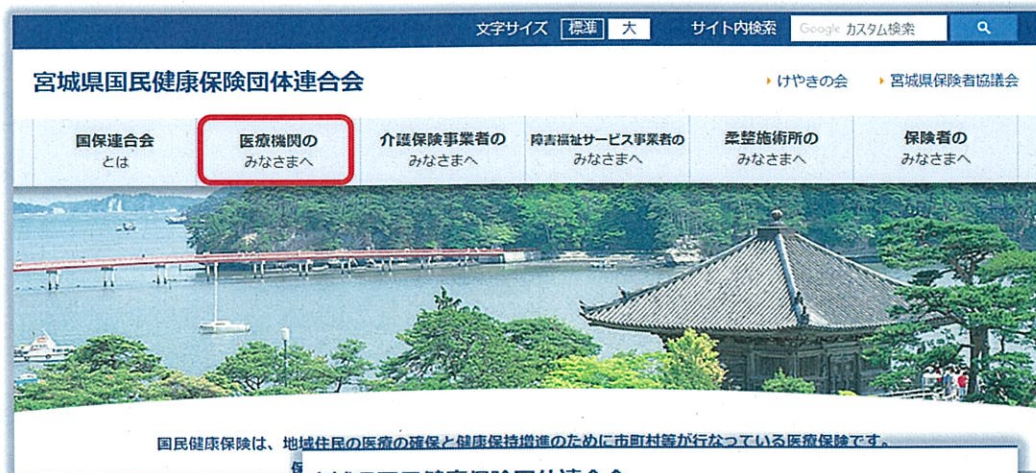 文字サイズ 標準 大 サイト内検索 Google カスタム検索
宮城県国民健康保険団体連合会
けやきの会 宮城県保険者協議会
国保連合会 医療機関の 介護保険事業者の 障害福祉サービス事業者の 柔整施術所の 保険者の
とは みなさまへ みなさまへ みなさまへ みなさまへ みなさまへ
国民健康保険は、地域住民の医療の確保と健康保持増進のために市町村等が行なっている医療保険です。